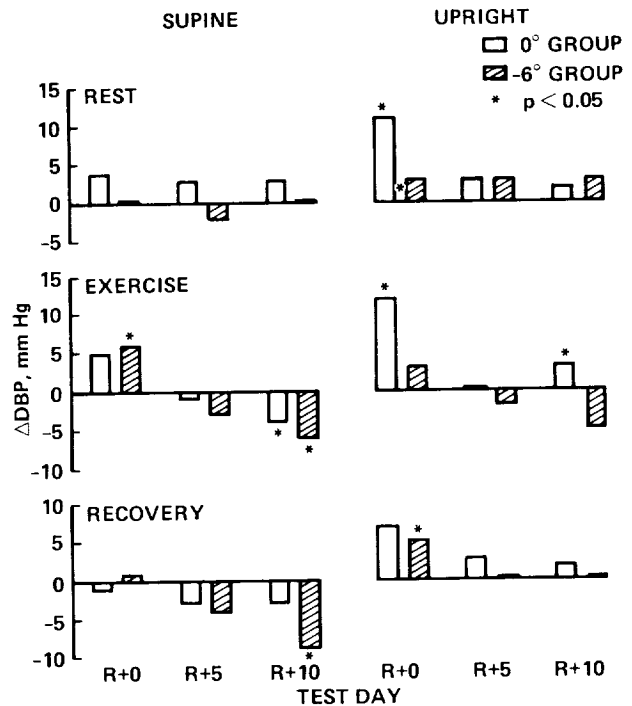 SUPINE
UPRIGHT
0° GROUP
-6° GROUP
* p < 0.05
REST
15
10
5
0
-5
*
*
EXERCISE
15
10
5
0
-5
-10
*
*
*
*
*
ΔDBP, mm Hg
RECOVERY
10
5
0
-5
-10
*
*
R+0 R+5 R+10 R+0 R+5 R+10
TEST DAY